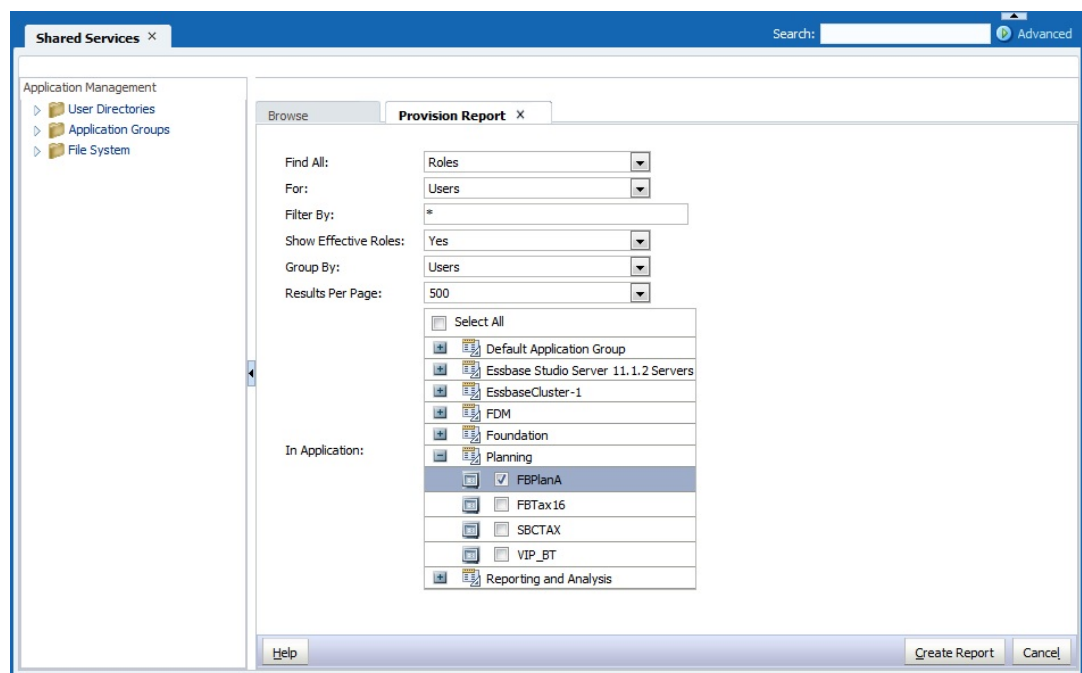 Shared Services ×
Search:
Advanced
Application Management
User Directories
Application Groups
File System
Browse
Provision Report ×
Find All: Roles
For: Users
Filter By: *
Show Effective Roles: Yes
Group By: Users
Results Per Page: 500
Select All
Default Application Group
Essbase Studio Server 11.1.2 Servers
EssbaseCluster-1
FDM
Foundation
In Application:
Planning
FBPlanA
FBTax16
SBCTAX
VIP_BT
Reporting and Analysis
Help
Create Report
Cancel